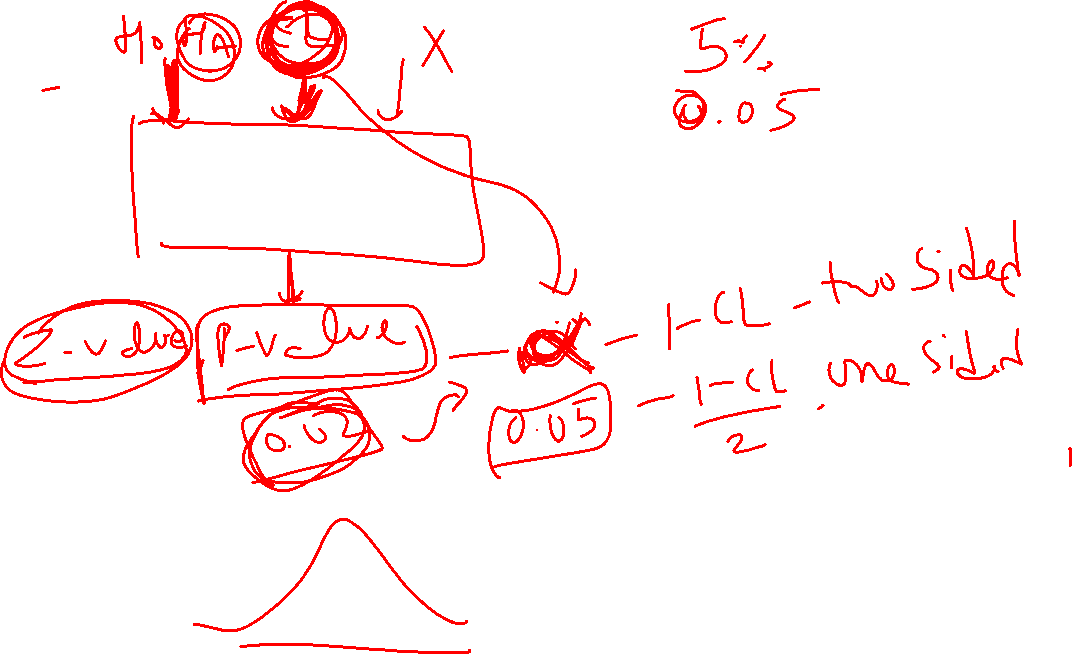 H0 HA CL X
5%
0.05
Z-value P-value - α - 1-CL - two sided
0.02 0.05 - 1-CL/2 . one sided